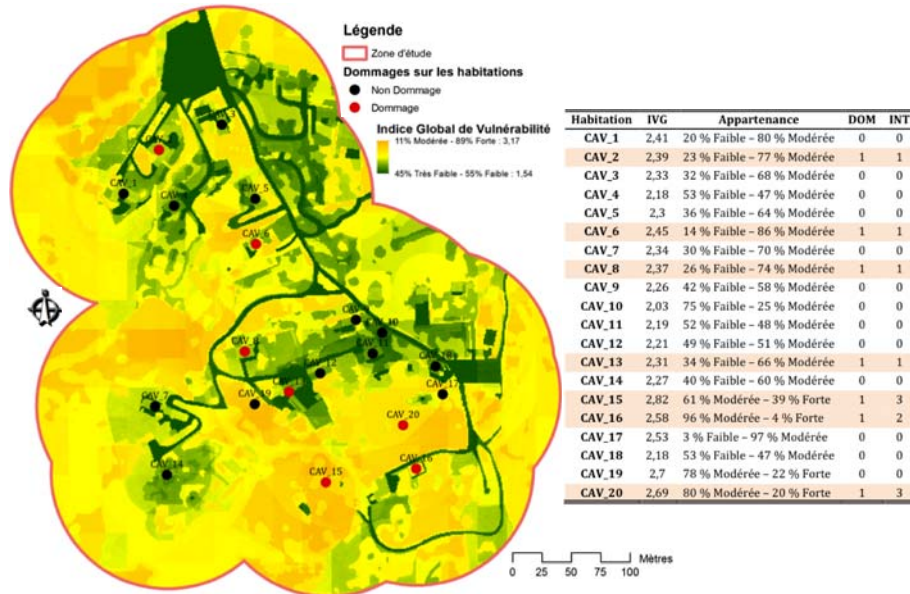 Légende
Zone d'étude
Dommages sur les habitations
Non Dommage
Dommage
Indice Global de Vulnérabilité
11% Modérée - 89% Forte : 3,17
45% Très Faible - 55% Faible : 1,54
CAV_1
CAV_5
CAV_6
CAV_10
CAV_11
CAV_12
CAV_18
CAV_17
CAV_19
CAV_7
CAV_20
CAV_16
CAV_15
CAV_14
0 25 50 75 100 Mètres
Habitation IVG Appartenance DOM INT
CAV_1 2,41 20 % Faible – 80 % Modérée 0 0
CAV_2 2,39 23 % Faible – 77 % Modérée 1 1
CAV_3 2,33 32 % Faible – 68 % Modérée 0 0
CAV_4 2,18 53 % Faible – 47 % Modérée 0 0
CAV_5 2,3 36 % Faible – 64 % Modérée 0 0
CAV_6 2,45 14 % Faible – 86 % Modérée 1 1
CAV_7 2,34 30 % Faible – 70 % Modérée 0 0
CAV_8 2,37 26 % Faible – 74 % Modérée 1 1
CAV_9 2,26 42 % Faible – 58 % Modérée 0 0
CAV_10 2,03 75 % Faible – 25 % Modérée 0 0
CAV_11 2,19 52 % Faible – 48 % Modérée 0 0
CAV_12 2,21 49 % Faible – 51 % Modérée 0 0
CAV_13 2,31 34 % Faible – 66 % Modérée 1 1
CAV_14 2,27 40 % Faible – 60 % Modérée 0 0
CAV_15 2,82 61 % Modérée – 39 % Forte 1 3
CAV_16 2,58 96 % Modérée – 4 % Forte 1 2
CAV_17 2,53 3 % Faible – 97 % Modérée 0 0
CAV_18 2,18 53 % Faible – 47 % Modérée 0 0
CAV_19 2,7 78 % Modérée – 22 % Forte 0 0
CAV_20 2,69 80 % Modérée – 20 % Forte 1 3